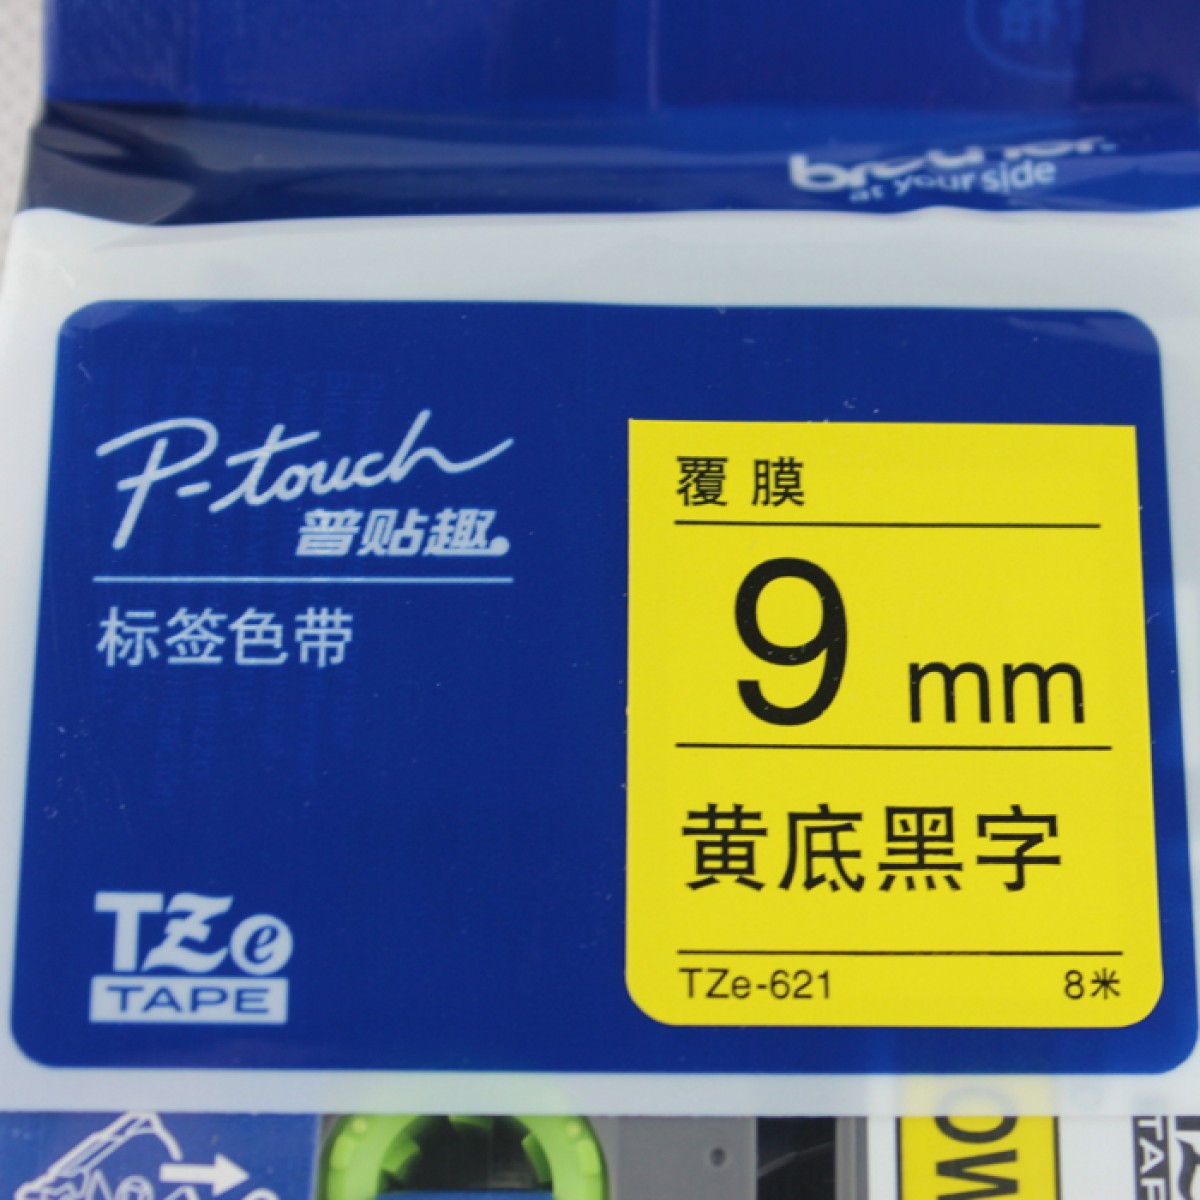 brother
at your side
P-touch
普贴趣
标签色带
覆膜
9 mm
黄底黑字
TZe-621 8米
TZe
TAPE